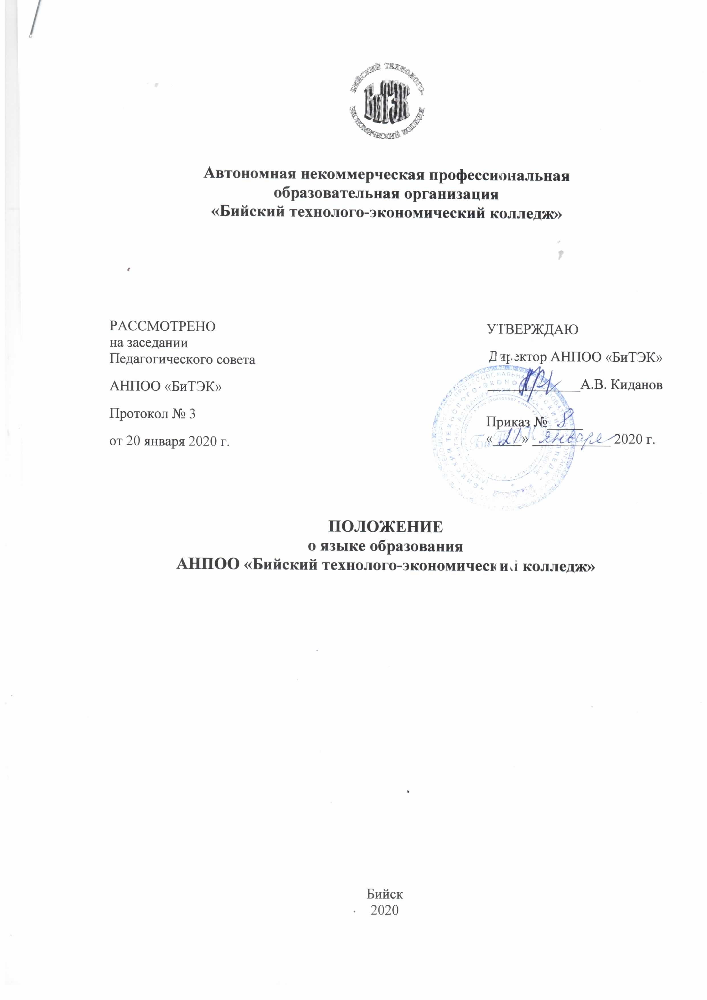 БИЙСКИЙ ТЕХНОЛОГО-
БиТЭК
ЭКОНОМИЧЕСКИЙ КОЛЛЕДЖ
Автономная некоммерческая профессиональная
образовательная организация
«Бийский технолого-экономический колледж»
РАССМОТРЕНО
на заседании
Педагогического совета
АНПОО «БиТЭК»
Протокол № 3
от 20 января 2020 г.
УТВЕРЖДАЮ
Директор АНПОО «БиТЭК»
А.В. Киданов
Приказ № 8
«21» января 2020 г.
БиТЭК
ПОЛОЖЕНИЕ
о языке образования
АНПОО «Бийский технолого-экономический колледж»
Бийск
2020